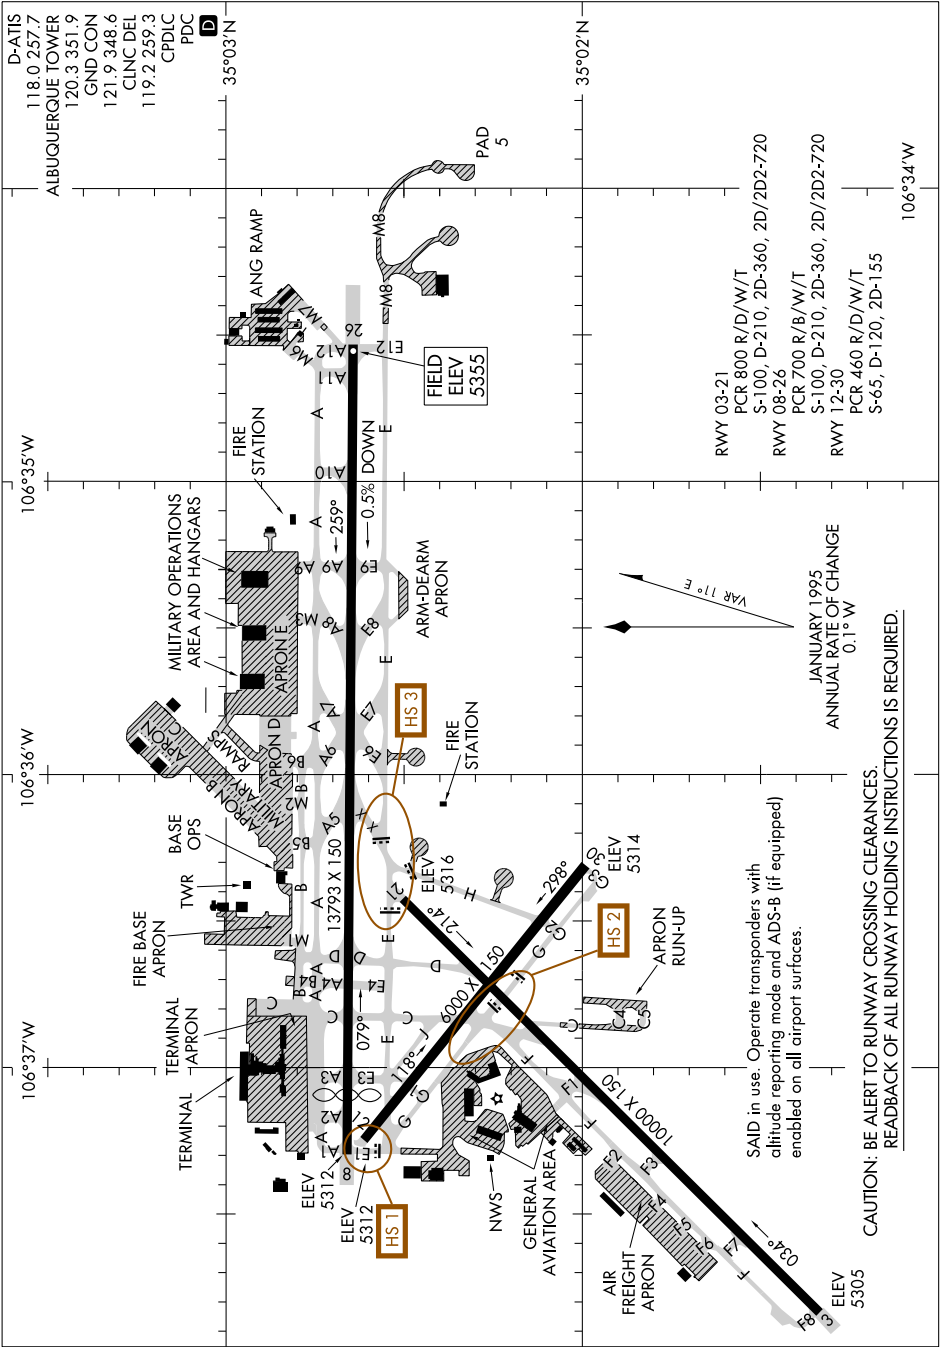 D-ATIS
118.0 257.7
ALBUQUERQUE TOWER
120.3 351.9
GND CON
121.9 348.6
CLNC DEL
119.2 259.3
CPDLC
PDC
D
35°03'N
35°02'N
106°34'W
106°35'W
106°36'W
106°37'W
PAD
5
ANG RAMP
M8
M8
M7
M6
26
A12
E12
A11
FIELD
ELEV
5355
A
E
A10
FIRE
STATION
0.5% DOWN
259°
A
A9
A9
E9
MILITARY OPERATIONS
AREA AND HANGARS
APRON E
M3
A8
E8
ARM-DEARM
APRON
E
A
A7
E7
HS 3
APRON
C
RAMPS
MILITARY
APRON B
APRON D
B6
A6
E6
B
M2
FIRE
STATION
X
X
A5
B5
BASE
OPS
TWR
B
A
13793 X 150
FIRE BASE
APRON
M1
21
ELEV
5316
214°
H
E
D
D
A
B4
A4
E4
B
A
079°
C
C
C
E
30
ELEV
5314
G3
298°
G2
G
HS 2
6000 X 150
APRON
RUN-UP
C
C4
C5
J
118°
TERMINAL
APRON
TERMINAL
A3
E3
G1
G
A2
12
A
A1
E1
8
ELEV
5312
ELEV
5312
HS 1
NWS
GENERAL
AVIATION AREA
F
F1
10000 X 150
F
F2
F3
F4
F5
F6
F7
F
034°
AIR
FREIGHT
APRON
F8
3
ELEV
5305
RWY 03-21
PCR 800 R/D/W/T
S-100, D-210, 2D-360, 2D/2D2-720
RWY 08-26
PCR 700 R/B/W/T
S-100, D-210, 2D-360, 2D/2D2-720
RWY 12-30
PCR 460 R/D/W/T
S-65, D-120, 2D-155
VAR 11° E
JANUARY 1995
ANNUAL RATE OF CHANGE
0.1° W
SAID in use. Operate transponders with
altitude reporting mode and ADS-B (if equipped)
enabled on all airport surfaces.
CAUTION: BE ALERT TO RUNWAY CROSSING CLEARANCES.
READBACK OF ALL RUNWAY HOLDING INSTRUCTIONS IS REQUIRED.